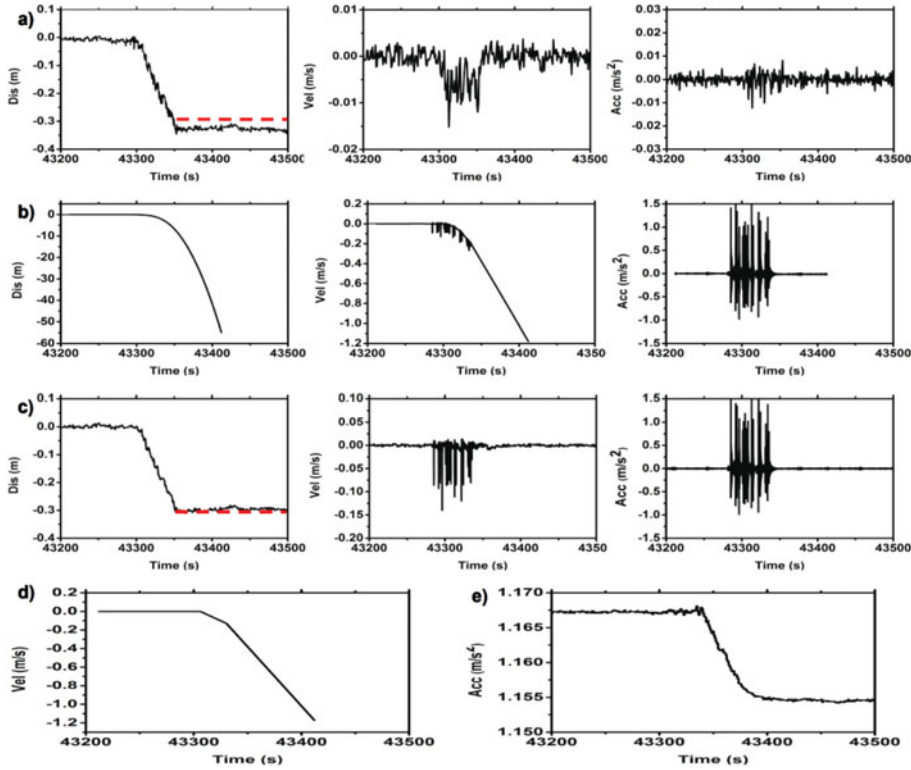 a)
Dis (m)
0.1
0.0
-0.1
-0.2
-0.3
-0.4
43200 43300 43400 43500
Time (s)
Vel (m/s)
0.01
0.00
-0.01
-0.02
43200 43300 43400 43500
Time (s)
Acc (m/s²)
0.03
0.02
0.01
0.00
-0.01
-0.02
-0.03
43200 43300 43400 43500
Time (s)
b)
Dis (m)
0
-10
-20
-30
-40
-50
-60
43200 43300 43400 43500
Time (s)
Vel (m/s)
0.2
0.0
-0.2
-0.4
-0.6
-0.8
-1.0
-1.2
43200 43300 43400 4350
Time (s)
Acc (m/s²)
1.5
1.0
0.5
0.0
-0.5
-1.0
1.5
43200 43300 43400 43500
Time (s)
c)
Dis (m)
0.1
0.0
-0.1
-0.2
-0.3
-0.4
43200 43300 43400 43500
Time (s)
Vel (m/s)
0.10
0.05
0.00
-0.05
-0.10
-0.15
-0.20
43200 43300 43400 43500
Time (s)
Acc (m/s²)
1.5
1.0
0.5
0.0
-0.5
-1.0
-1.5
43200 43300 43400 43500
Time (s)
d)
Vel (m/s)
0.2
0.0
-0.2
-0.4
-0.6
-0.8
-1.0
-1.2
43200 43300 43400 43500
Time (s)
e)
Acc (m/s²)
1.170
1.165
1.160
1.155
1.150
43200 43300 43400 43500
Time (s)